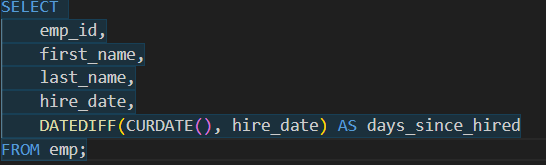 SELECT
    emp_id,
    first_name,
    last_name,
    hire_date,
    DATEDIFF(CURDATE(), hire_date) AS days_since_hired
FROM emp;